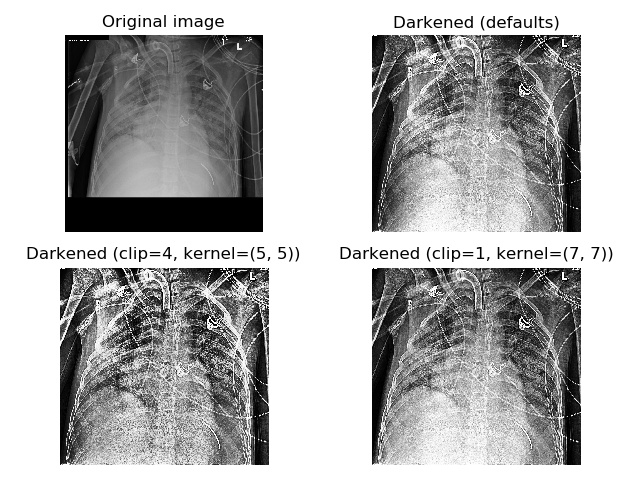 Original image
Darkened (defaults)
L
L
Darkened (clip=4, kernel=(5, 5))
Darkened (clip=1, kernel=(7, 7))
L
L